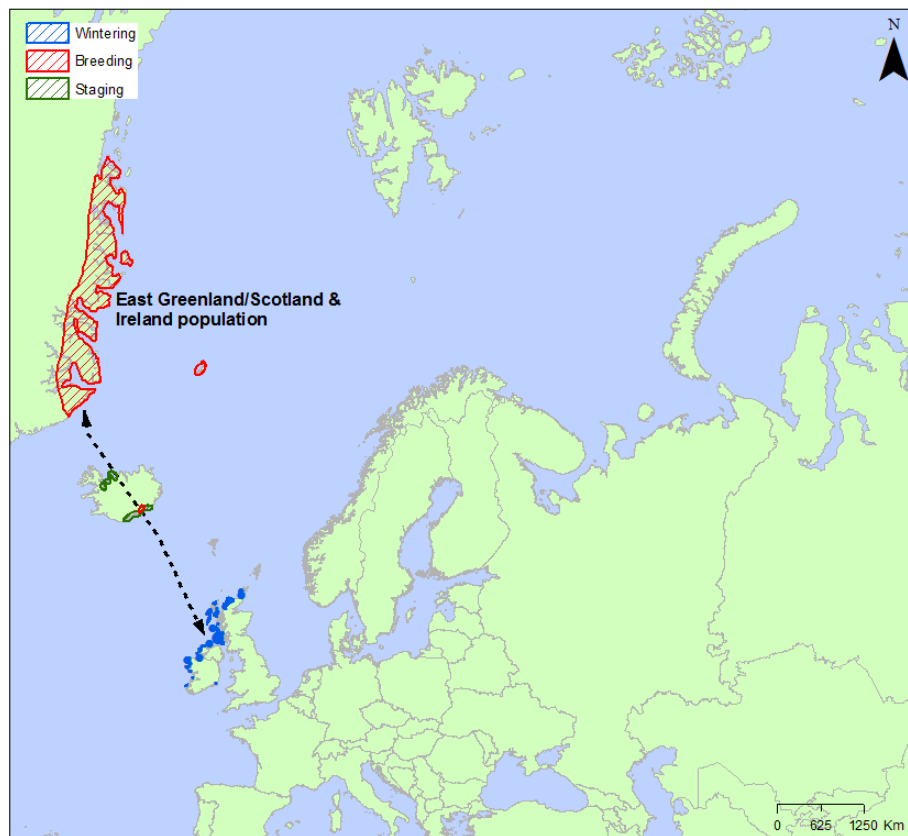 Wintering
Breeding
Staging
N
East Greenland/Scotland &
Ireland population
0 625 1250 Km